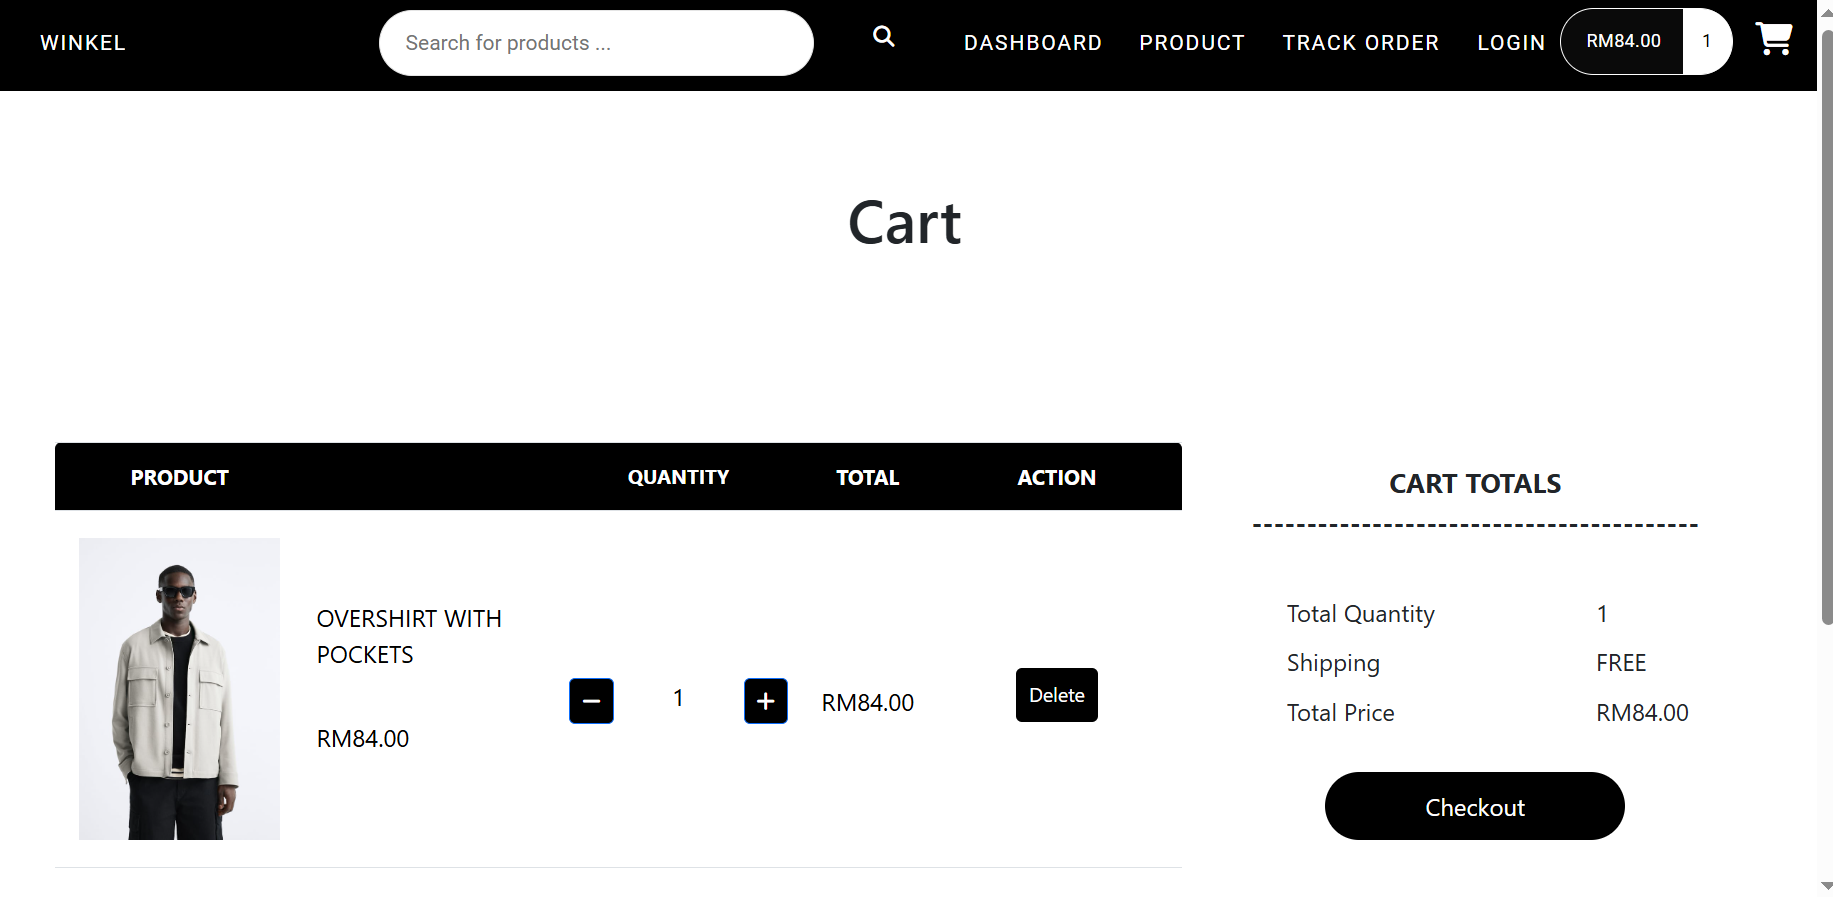 WINKEL
Search for products ...
DASHBOARD
PRODUCT
TRACK ORDER
LOGIN
RM84.00
1
Cart
PRODUCT
QUANTITY
TOTAL
ACTION
OVERSHIRT WITH
POCKETS
RM84.00
1
RM84.00
Delete
CART TOTALS
-----------------------------------------
Total Quantity 1
Shipping FREE
Total Price RM84.00
Checkout